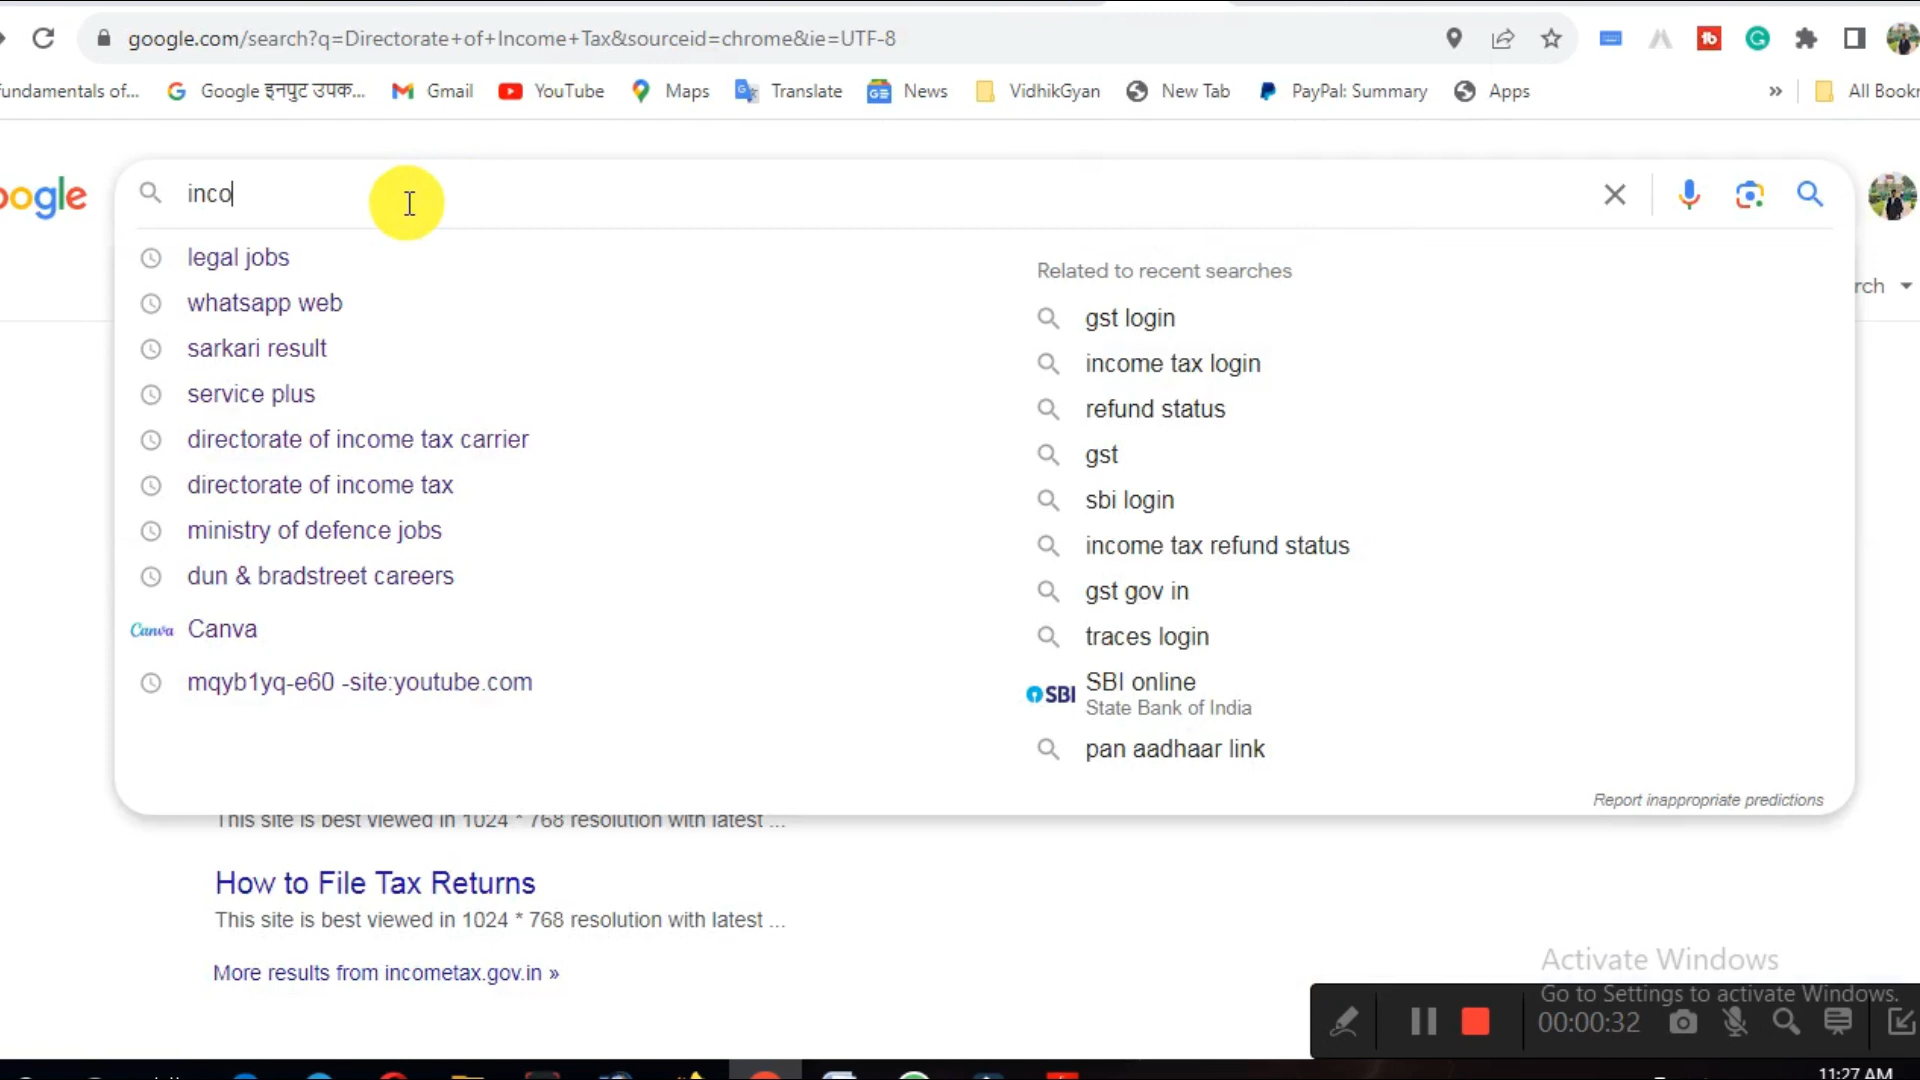 google.com/search?q=Directorate+of+Income+Tax&sourceid=chrome&ie=UTF-8
undamentals of...
Google इनपुट उपक...
Gmail
YouTube
Maps
Translate
News
VidhikGyan
New Tab
PayPal: Summary
Apps
»
All Bookr
oogle
inco
legal jobs
whatsapp web
sarkari result
service plus
directorate of income tax carrier
directorate of income tax
ministry of defence jobs
dun & bradstreet careers
Canva Canva
mqyb1yq-e60 -site:youtube.com
Related to recent searches
gst login
income tax login
refund status
gst
sbi login
income tax refund status
gst gov in
traces login
SBI SBI online
State Bank of India
pan aadhaar link
Report inappropriate predictions
rch
This site is best viewed in 1024 * 768 resolution with latest ...
How to File Tax Returns
This site is best viewed in 1024 * 768 resolution with latest ...
More results from incometax.gov.in »
Activate Windows
Go to Settings to activate Windows.
00:00:32
11:27 AM